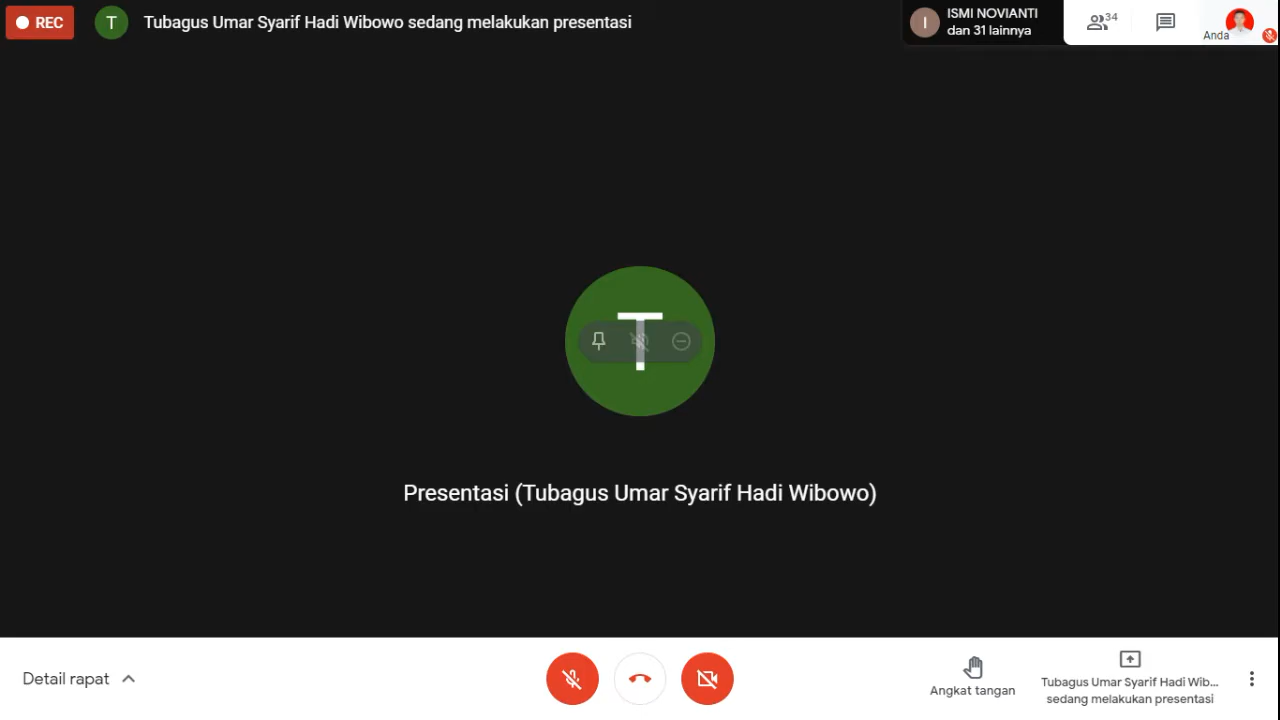 REC
T
Tubagus Umar Syarif Hadi Wibowo sedang melakukan presentasi
I
ISMI NOVIANTI
dan 31 lainnya
34
Anda
T
Presentasi (Tubagus Umar Syarif Hadi Wibowo)
Detail rapat
Angkat tangan
Tubagus Umar Syarif Hadi Wib...
sedang melakukan presentasi